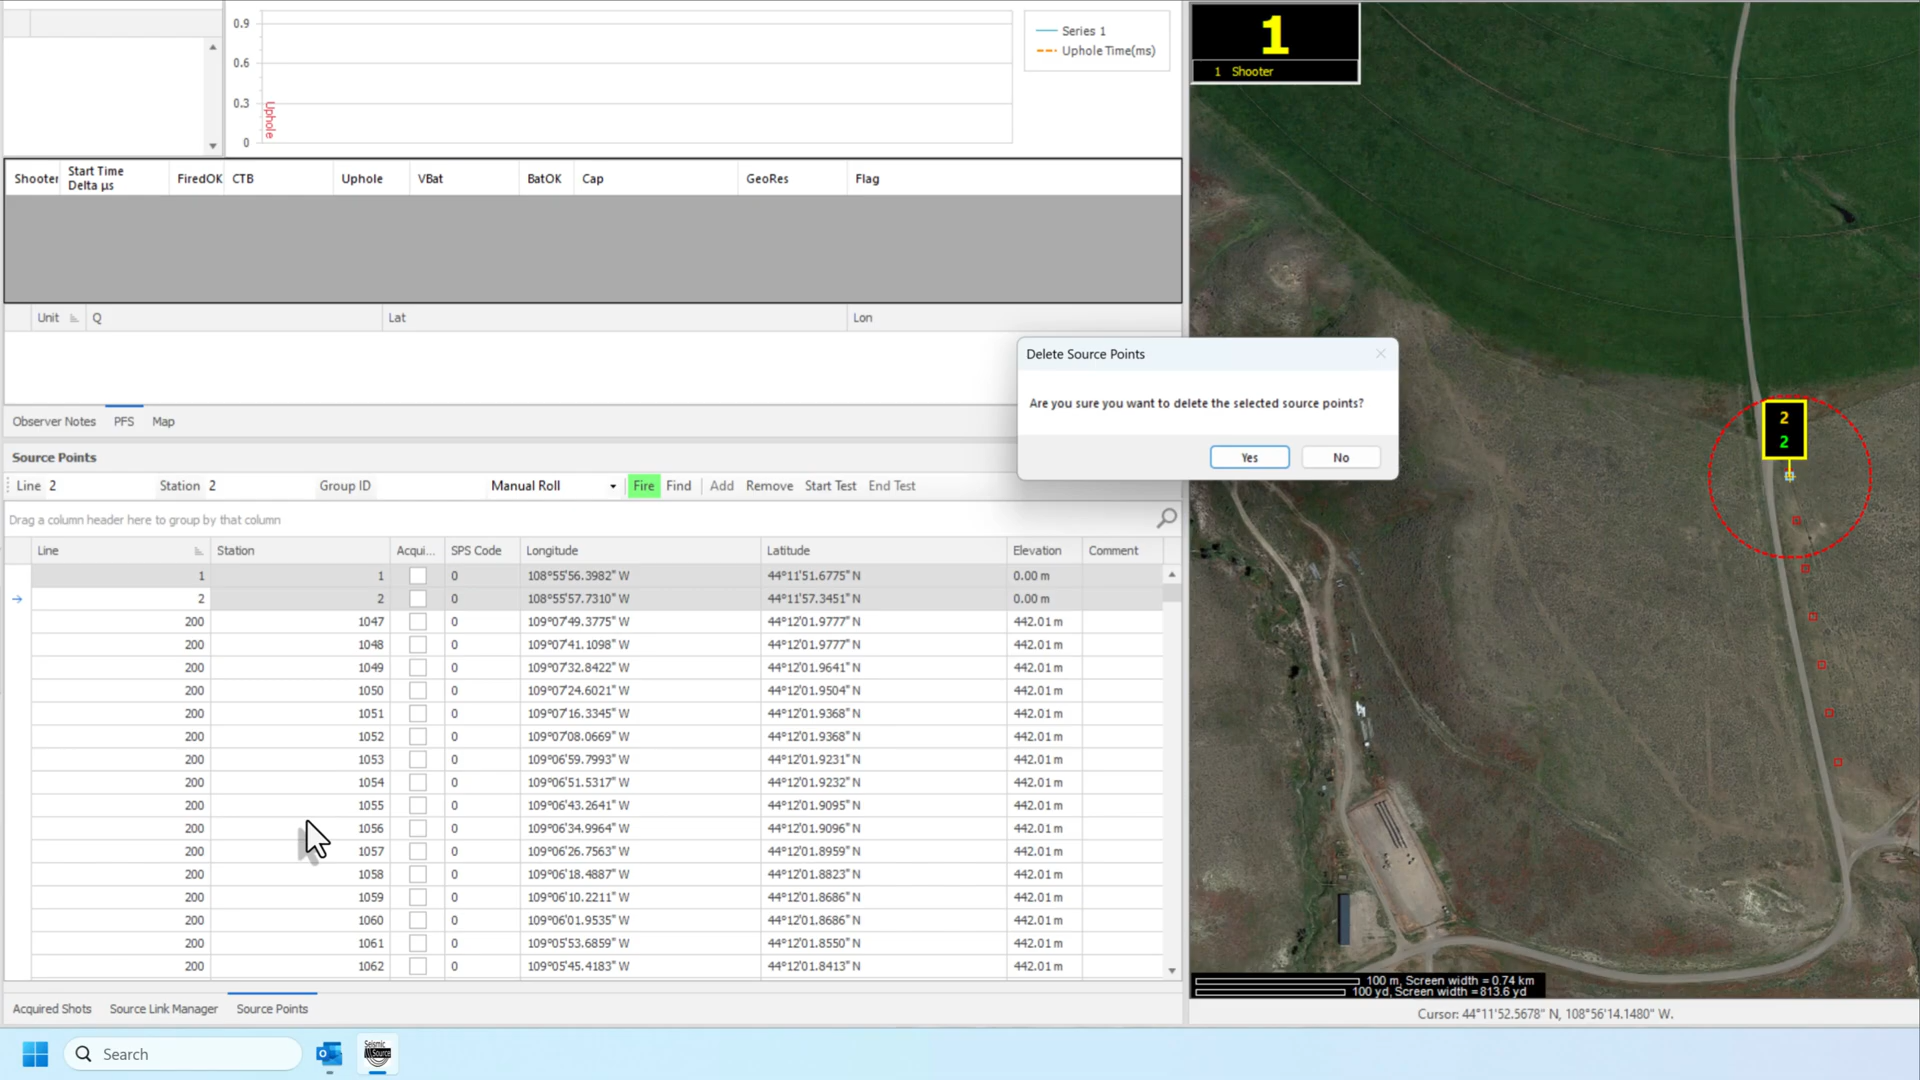 0.9
0.6
0.3
0
Uphole
Series 1
Uphole Time(ms)
1
1 Shooter
Shooter Start Time Delta µs FiredOK CTB Uphole VBat BatOK Cap GeoRes Flag
Unit Q Lat Lon
Delete Source Points
Are you sure you want to delete the selected source points?
Yes No
2
2
Observer Notes PFS Map
Source Points
Line 2 Station 2 Group ID Manual Roll Fire Find Add Remove Start Test End Test
Drag a column header here to group by that column
Line Station Acqui... SPS Code Longitude Latitude Elevation Comment
1 1 0 108°55'56.3982" W 44°11'51.6775" N 0.00 m
2 2 0 108°55'57.7310" W 44°11'57.3451" N 0.00 m
200 1047 0 109°07'49.3775" W 44°12'01.9777" N 442.01 m
200 1048 0 109°07'41.1098" W 44°12'01.9777" N 442.01 m
200 1049 0 109°07'32.8422" W 44°12'01.9641" N 442.01 m
200 1050 0 109°07'24.6021" W 44°12'01.9504" N 442.01 m
200 1051 0 109°07'16.3345" W 44°12'01.9368" N 442.01 m
200 1052 0 109°07'08.0669" W 44°12'01.9368" N 442.01 m
200 1053 0 109°06'59.7993" W 44°12'01.9231" N 442.01 m
200 1054 0 109°06'51.5317" W 44°12'01.9232" N 442.01 m
200 1055 0 109°06'43.2641" W 44°12'01.9095" N 442.01 m
200 1056 0 109°06'34.9964" W 44°12'01.9096" N 442.01 m
200 1057 0 109°06'26.7563" W 44°12'01.8959" N 442.01 m
200 1058 0 109°06'18.4887" W 44°12'01.8823" N 442.01 m
200 1059 0 109°06'10.2211" W 44°12'01.8686" N 442.01 m
200 1060 0 109°06'01.9535" W 44°12'01.8686" N 442.01 m
200 1061 0 109°05'53.6859" W 44°12'01.8550" N 442.01 m
200 1062 0 109°05'45.4183" W 44°12'01.8413" N 442.01 m
100 m, Screen width = 0.74 km
100 yd, Screen width = 813.6 yd
Acquired Shots Source Link Manager Source Points
Cursor: 44°11'52.5678" N, 108°56'14.1480" W.
Search
Seismic
Source